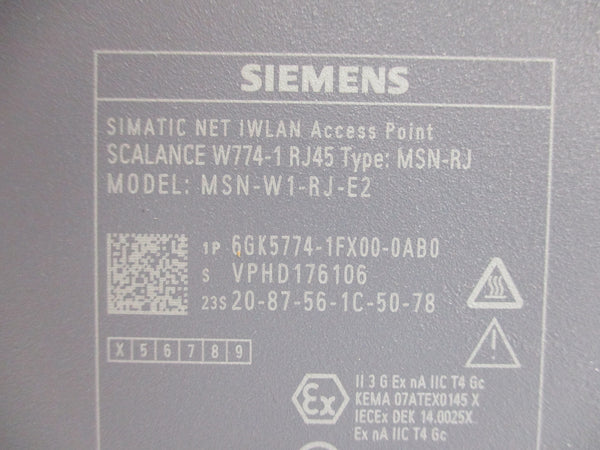 SIEMENS
SIMATIC NET IWLAN Access Point
SCALANCE W774-1 RJ45 Type: MSN-RJ
MODEL: MSN-W1-RJ-E2
1P 6GK5774-1FX00-0AB0
S VPHD176106
23S 20-87-56-1C-50-78
X 5 6 7 8 9
Ex II 3 G Ex nA IIC T4 Gc
KEMA 07ATEX0145 X
IECEx DEK 14.0025X
Ex nA IIC T4 Gc